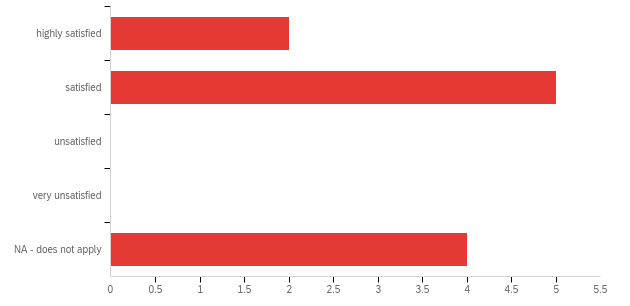 highly satisfied
satisfied
unsatisfied
very unsatisfied
NA - does not apply
0 0.5 1 1.5 2 2.5 3 3.5 4 4.5 5 5.5